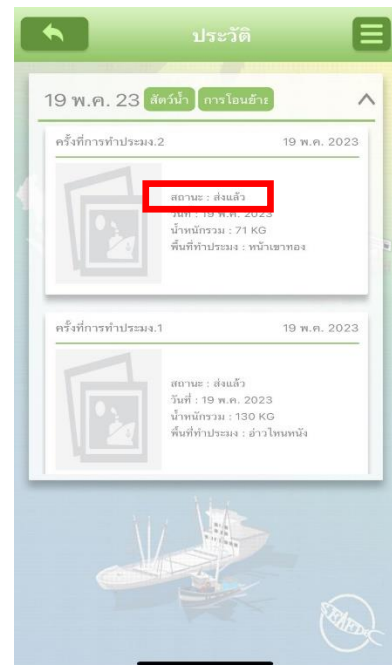 ประวัติ
19 พ.ค. 23 สัตว์น้ำ การโอนย้าย
ครั้งที่การทำประมง.2 19 พ.ค. 2023
สถานะ : ส่งแล้ว
วันที่ : 19 พ.ค. 2023
น้ำหนักรวม : 71 KG
พื้นที่ทำประมง : หน้าเขาทอง
ครั้งที่การทำประมง.1 19 พ.ค. 2023
สถานะ : ส่งแล้ว
วันที่ : 19 พ.ค. 2023
น้ำหนักรวม : 130 KG
พื้นที่ทำประมง : อ่าวไหนหนัง